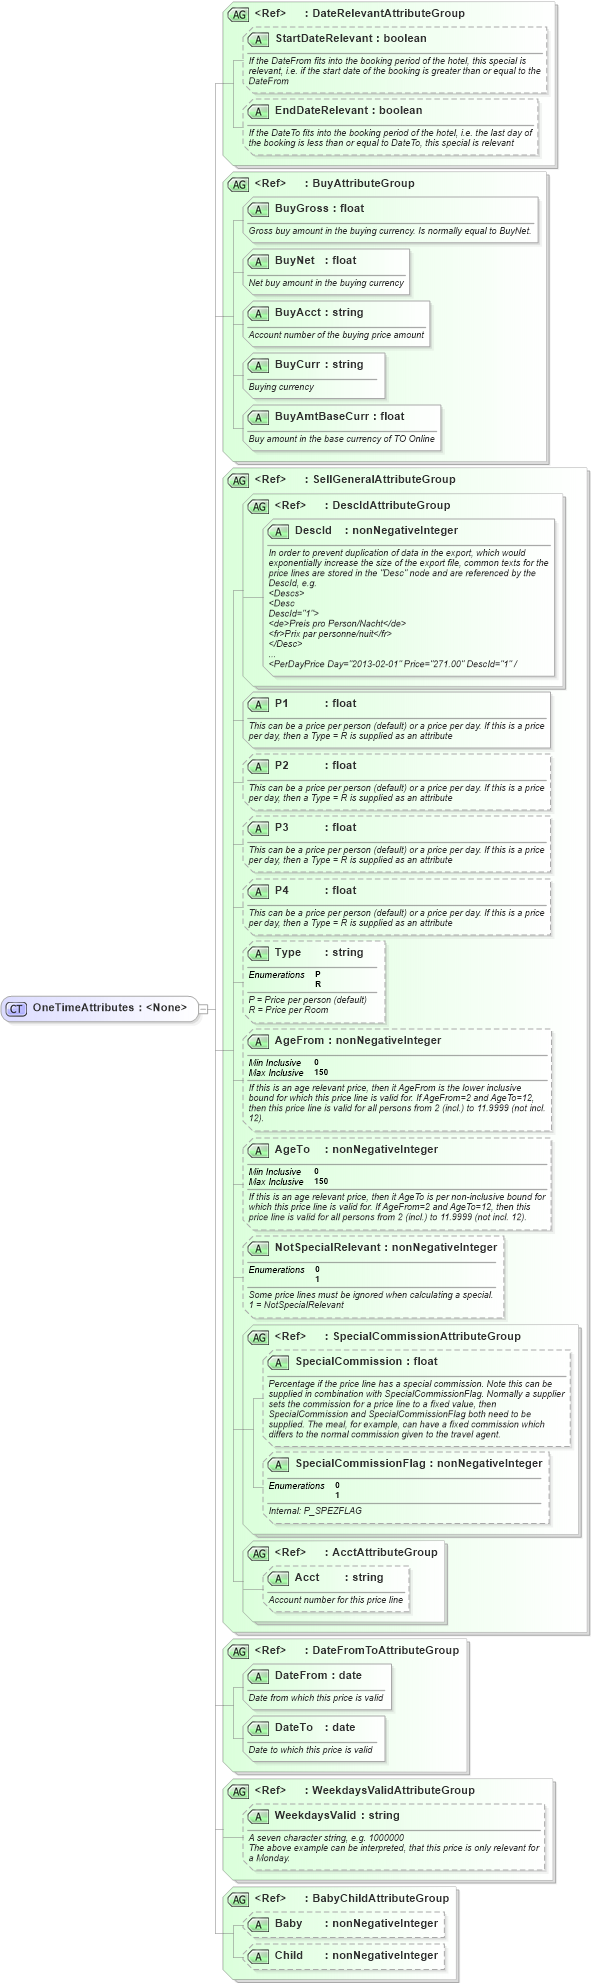 AG <Ref> : DateRelevantAttributeGroup
A StartDateRelevant : boolean
If the DateFrom fits into the booking period of the hotel, this special is
relevant, i.e. if the start date of the booking is greater than or equal to the
DateFrom
A EndDateRelevant : boolean
If the DateTo fits into the booking period of the hotel, i.e. the last day of
the booking is less than or equal to DateTo, this special is relevant
AG <Ref> : BuyAttributeGroup
A BuyGross : float
Gross buy amount in the buying currency. Is normally equal to BuyNet.
A BuyNet : float
Net buy amount in the buying currency
A BuyAcct : string
Account number of the buying price amount
A BuyCurr : string
Buying currency
A BuyAmtBaseCurr : float
Buy amount in the base currency of TO Online
AG <Ref> : SellGeneralAttributeGroup
AG <Ref> : DescIdAttributeGroup
A DescId : nonNegativeInteger
In order to prevent duplication of data in the export, which would
exponentially increase the size of the export file, common texts for the
price lines are stored in the "Desc" node and are referenced by the
DescId, e.g.
<Descs>
<Desc
DescId="1">
<de>Preis pro Person/Nacht</de>
<fr>Prix par personne/nuit</fr>
</Desc>
...
<PerDayPrice Day="2013-02-01" Price="271.00" DescId="1" /
A P1 : float
This can be a price per person (default) or a price per day. If this is a price
per day, then a Type = R is supplied as an attribute
A P2 : float
This can be a price per person (default) or a price per day. If this is a price
per day, then a Type = R is supplied as an attribute
A P3 : float
This can be a price per person (default) or a price per day. If this is a price
per day, then a Type = R is supplied as an attribute
A P4 : float
This can be a price per person (default) or a price per day. If this is a price
per day, then a Type = R is supplied as an attribute
A Type : string
Enumerations P
R
P = Price per person (default)
R = Price per Room
CT OneTimeAttributes : <None>
A AgeFrom : nonNegativeInteger
Min Inclusive 0
Max Inclusive 150
If this is an age relevant price, then it AgeFrom is the lower inclusive
bound for which this price line is valid for. If AgeFrom=2 and AgeTo=12,
then this price line is valid for all persons from 2 (incl.) to 11.9999 (not incl.
12).
A AgeTo : nonNegativeInteger
Min Inclusive 0
Max Inclusive 150
If this is an age relevant price, then it AgeTo is per non-inclusive bound for
which this price line is valid for. If AgeFrom=2 and AgeTo=12, then this
price line is valid for all persons from 2 (incl.) to 11.9999 (not incl. 12).
A NotSpecialRelevant : nonNegativeInteger
Enumerations 0
1
Some price lines must be ignored when calculating a special.
1 = NotSpecialRelevant
AG <Ref> : SpecialCommissionAttributeGroup
A SpecialCommission : float
Percentage if the price line has a special commission. Note this can be
supplied in combination with SpecialCommissionFlag. Normally a supplier
sets the commission for a price line to a fixed value, then
SpecialCommission and SpecialCommissionFlag both need to be
supplied. The meal, for example, can have a fixed commission which
differs to the normal commission given to the travel agent.
A SpecialCommissionFlag : nonNegativeInteger
Enumerations 0
1
Internal: P_SPEZFLAG
AG <Ref> : AcctAttributeGroup
A Acct : string
Account number for this price line
AG <Ref> : DateFromToAttributeGroup
A DateFrom : date
Date from which this price is valid
A DateTo : date
Date to which this price is valid
AG <Ref> : WeekdaysValidAttributeGroup
A WeekdaysValid : string
A seven character string, e.g. 1000000
The above example can be interpreted, that this price is only relevant for
a Monday.
AG <Ref> : BabyChildAttributeGroup
A Baby : nonNegativeInteger
A Child : nonNegativeInteger